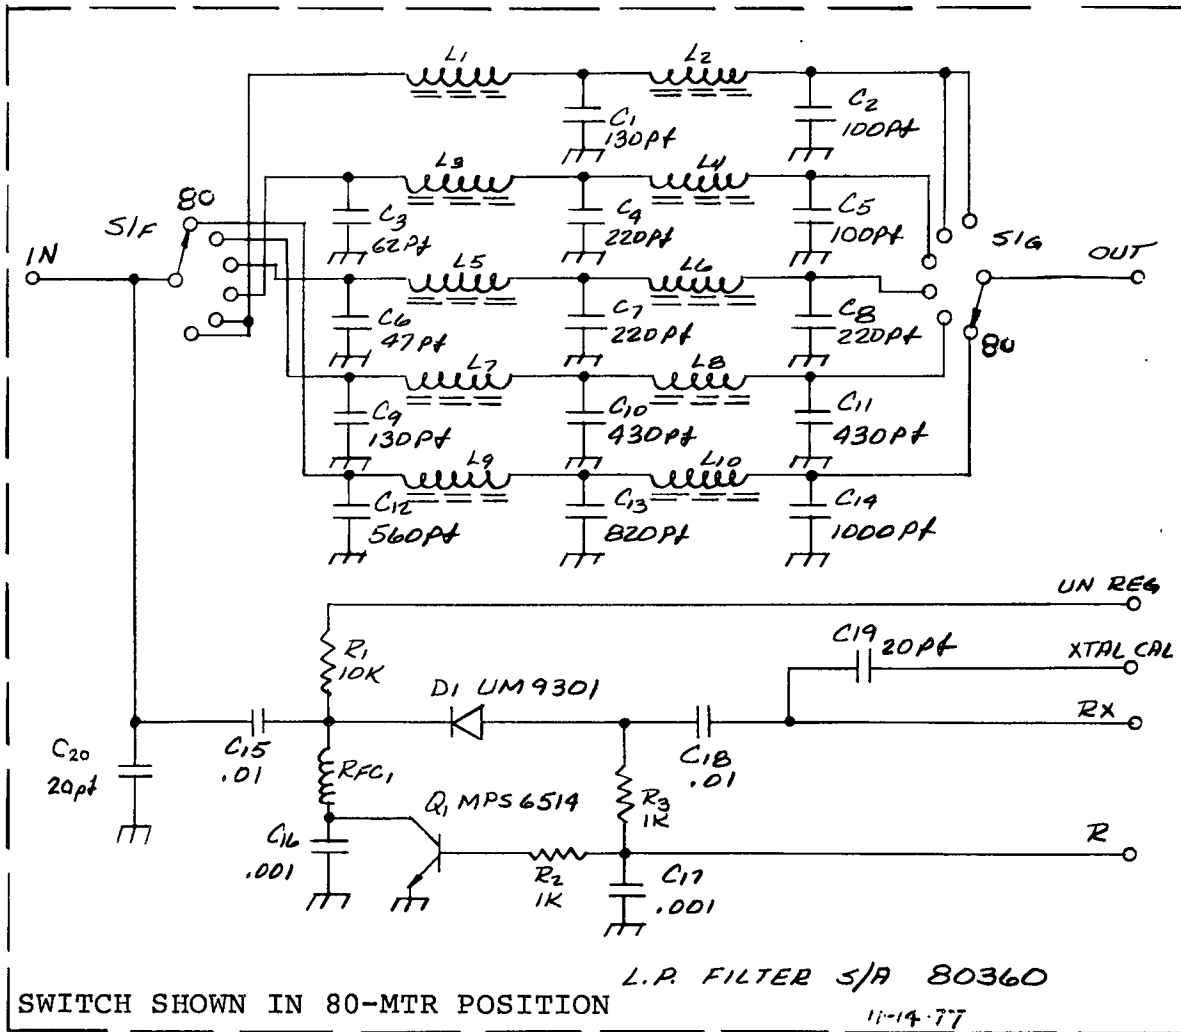 L1
L2
C1
130pf
C2
100pf
L3
L4
80
S1F
C3
62pf
C4
220pf
C5
100pf
S1G
IN
OUT
L5
L6
C6
47pf
C7
220pf
C8
220pf
80
L7
L8
C9
130pf
C10
430pf
C11
430pf
L9
L10
C12
560pf
C13
820pf
C14
1000pf
UN REG
R1
10K
C19 20pf
XTAL CAL
D1 UM9301
RX
C20
20pf
C15
.01
C18
.01
RFC1
Q1 MPS6514
R3
1K
C16
.001
R
R2
1K
C17
.001
L.P. FILTER S/A 80360
SWITCH SHOWN IN 80-MTR POSITION
11-14-77